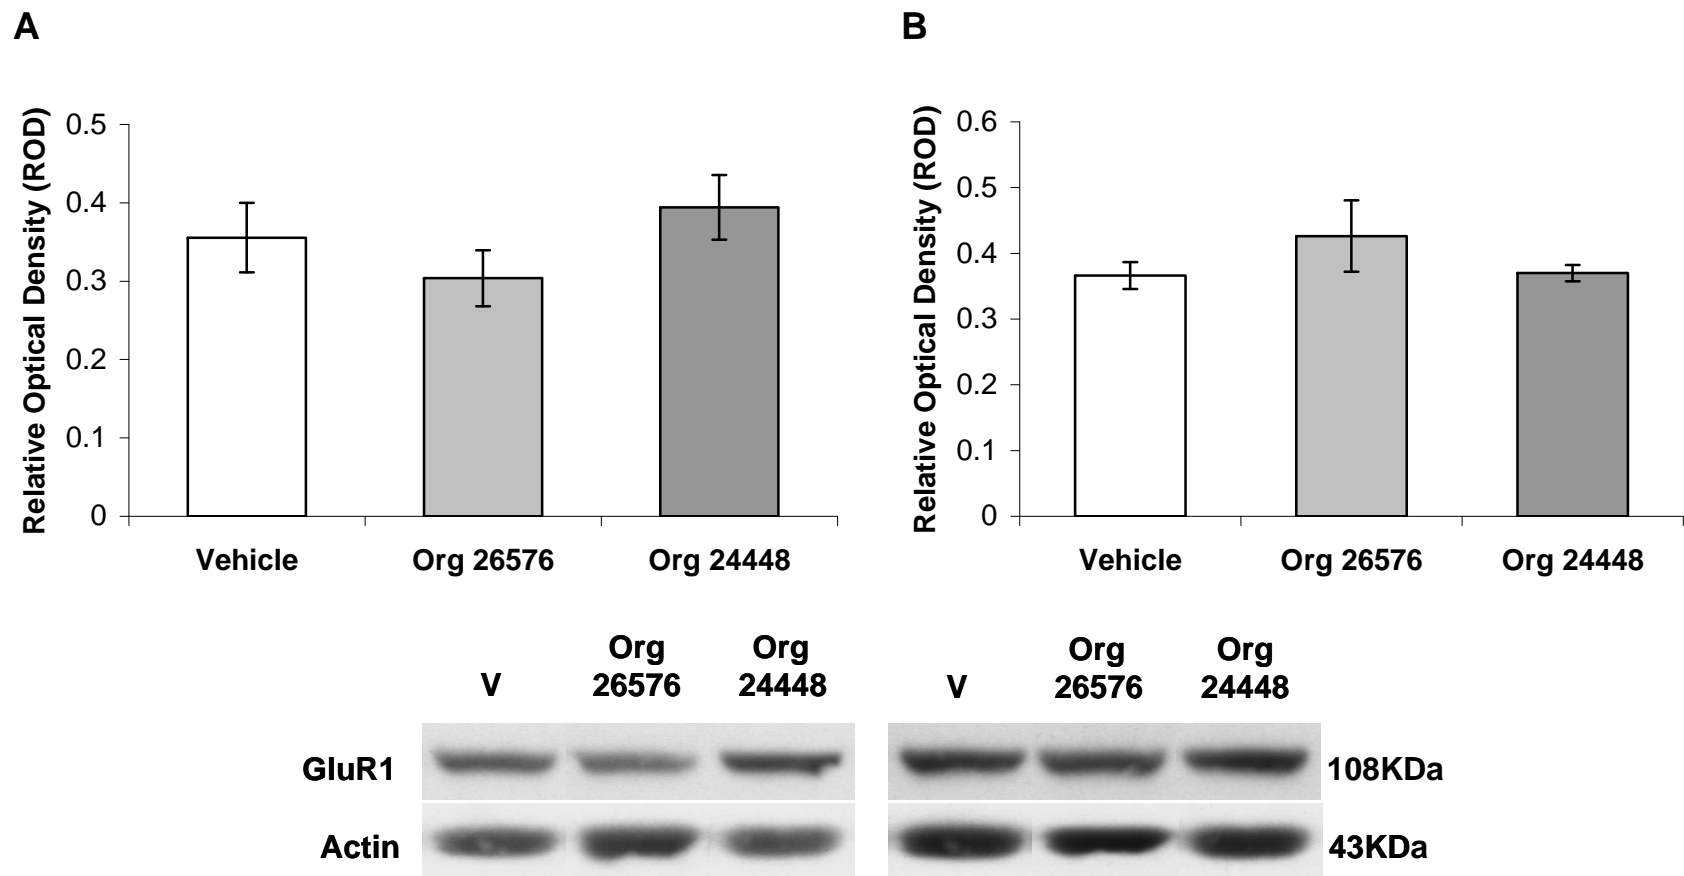 A
B
Relative Optical Density (ROD)
0.5
0.4
0.3
0.2
0.1
0
Vehicle Org 26576 Org 24448
Relative Optical Density (ROD)
0.6
0.5
0.4
0.3
0.2
0.1
0
Vehicle Org 26576 Org 24448
V Org 26576 Org 24448
V Org 26576 Org 24448
GluR1
108KDa
Actin
43KDa